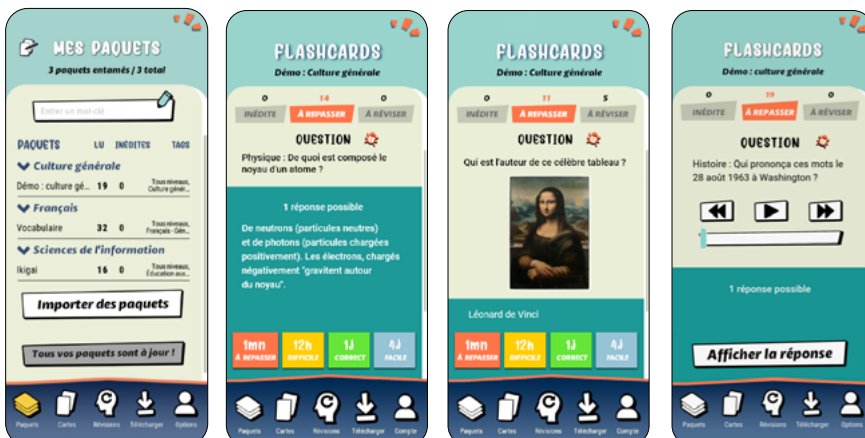 MES PAQUETS
3 paquets entamés / 3 total
Entrer un mot-clé
PAQUETS LU INÉDITES TAGS
Culture générale
Démo : culture gé... 19 0 Tous niveaux, Culture génér...
Français
Vocabulaire 32 0 Tous niveaux, Français - Gén...
Sciences de l'information
Ikigai 16 0 Tous niveaux, Éducation aux...
Importer des paquets
Tous vos paquets sont à jour !
Paquets Cartes Révisions Télécharger Options
FLASHCARDS
Démo : Culture générale
0 14 0
INÉDITE À REPASSER À RÉVISER
QUESTION
Physique : De quoi est composé le
noyau d'un atome ?
1 réponse possible
De neutrons (particules neutres)
et de photons (particules chargées
positivement). Les électrons, chargés
négativement "gravitent autour
du noyau".
1mn 12h 1J 4J
À REPASSER DIFFICILE CORRECT FACILE
Paquets Cartes Révisions Télécharger Compte
FLASHCARDS
Démo : Culture générale
0 11 5
INÉDITE À REPASSER À RÉVISER
QUESTION
Qui est l'auteur de ce célèbre tableau ?
Léonard de Vinci
1mn 12h 1J 4J
À REPASSER DIFFICILE CORRECT FACILE
Paquets Cartes Révisions Télécharger Compte
FLASHCARDS
Démo : culture générale
0 19 0
INÉDITE À REPASSER À RÉVISER
QUESTION
Histoire : Qui prononça ces mots le
28 août 1963 à Washington ?
1 réponse possible
Afficher la réponse
Paquets Cartes Révisions Télécharger Compte